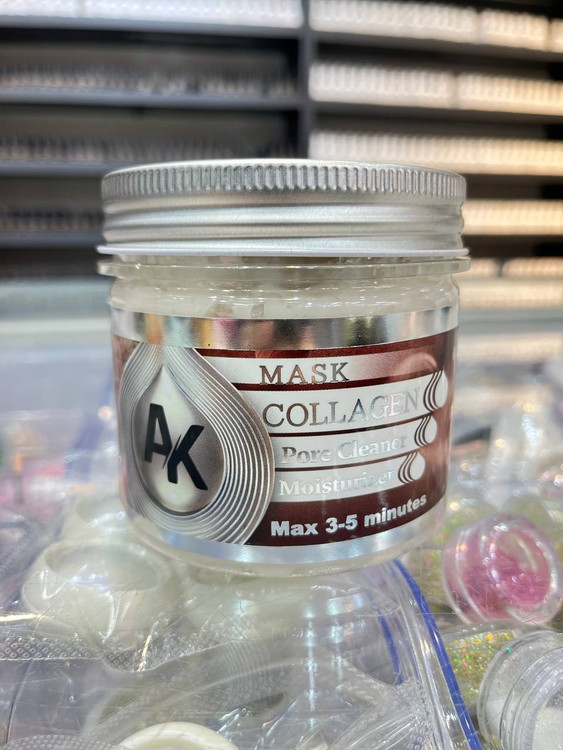 AK
MASK
COLLAGEN
Pore Cleaner
Moisturizer
Max 3-5 minutes